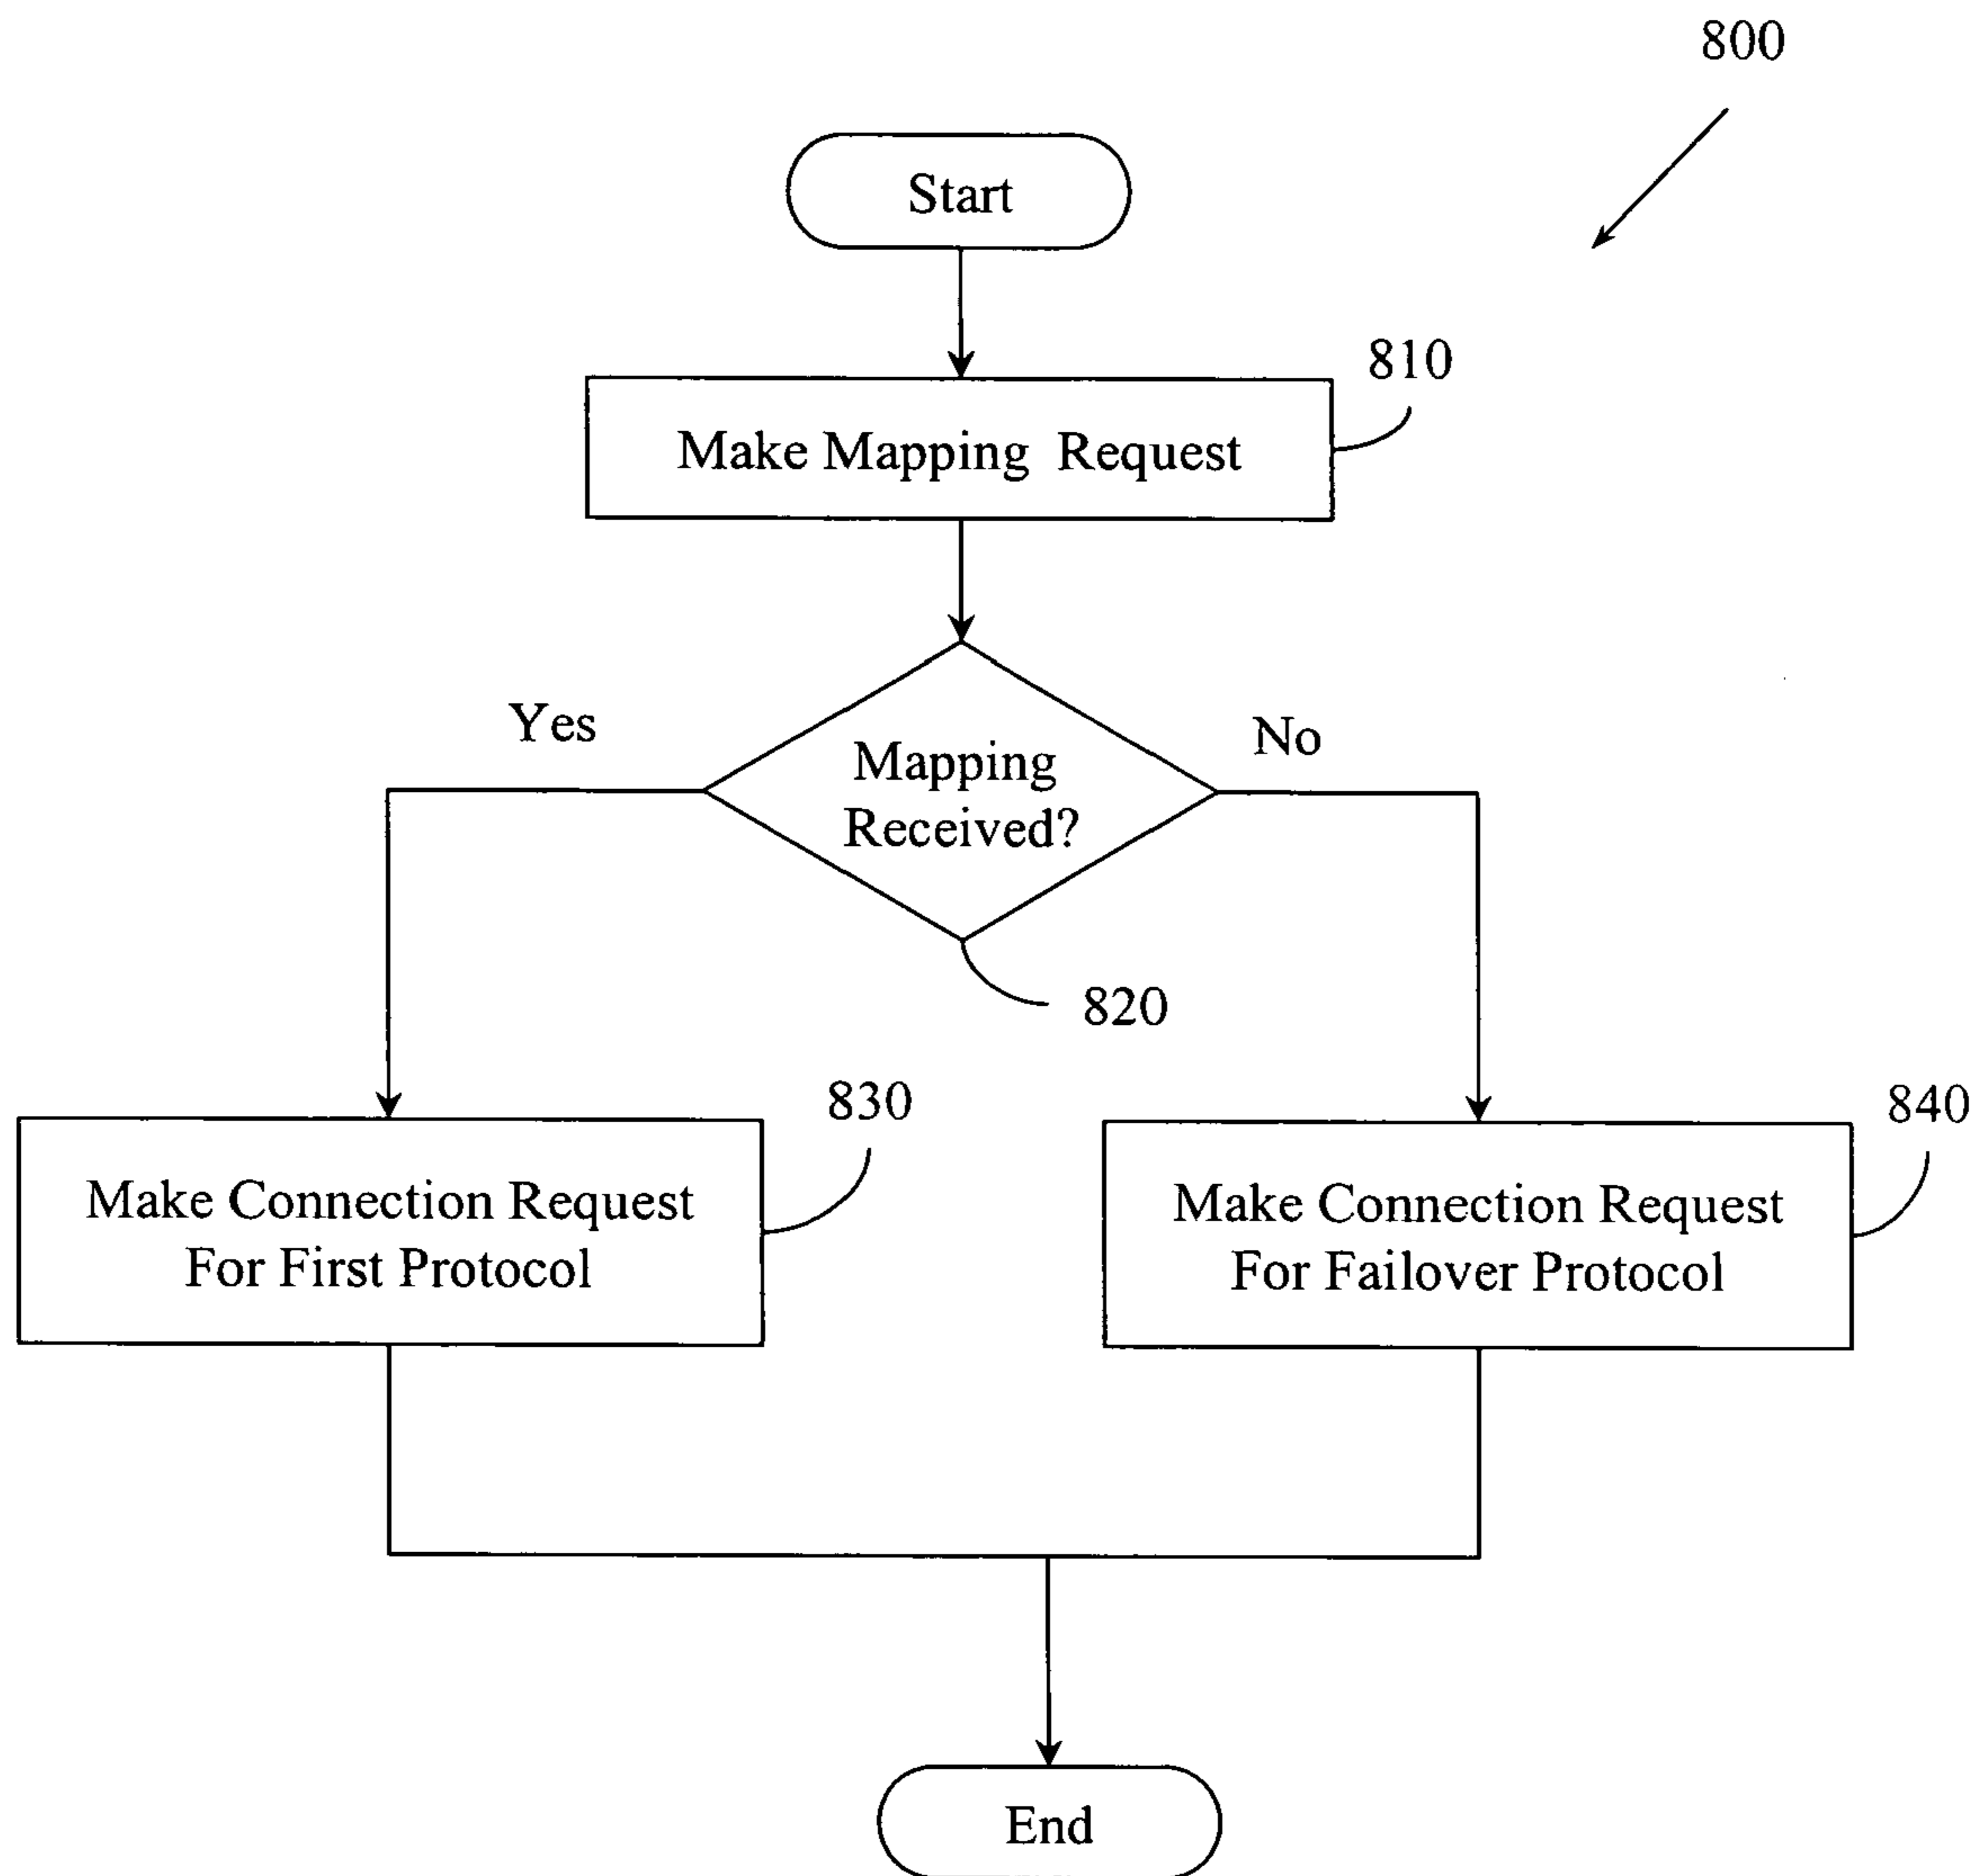 800
Start
810
Make Mapping Request
Yes
No
Mapping
Received?
820
830
840
Make Connection Request
For First Protocol
Make Connection Request
For Failover Protocol
End